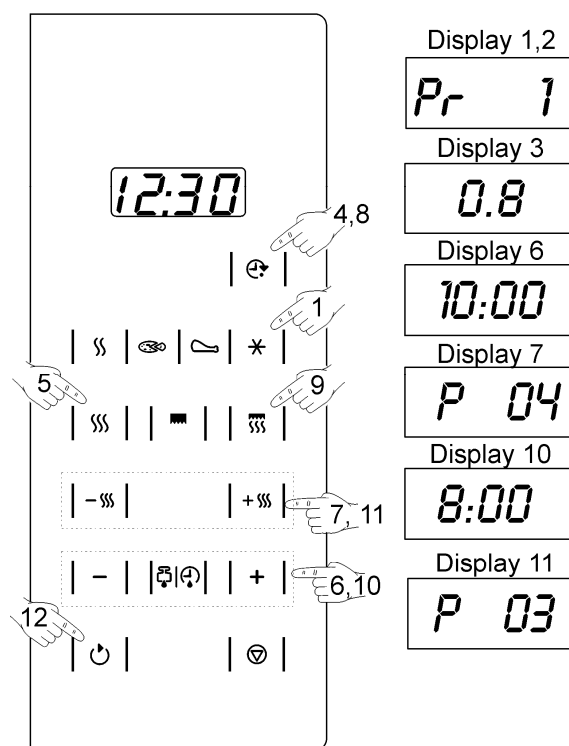 Display 1,2
Pr 1
Display 3
0.8
Display 6
10:00
Display 7
P 04
Display 10
8:00
Display 11
P 03
12:30
4,8
1
5
9
7, 11
6,10
12